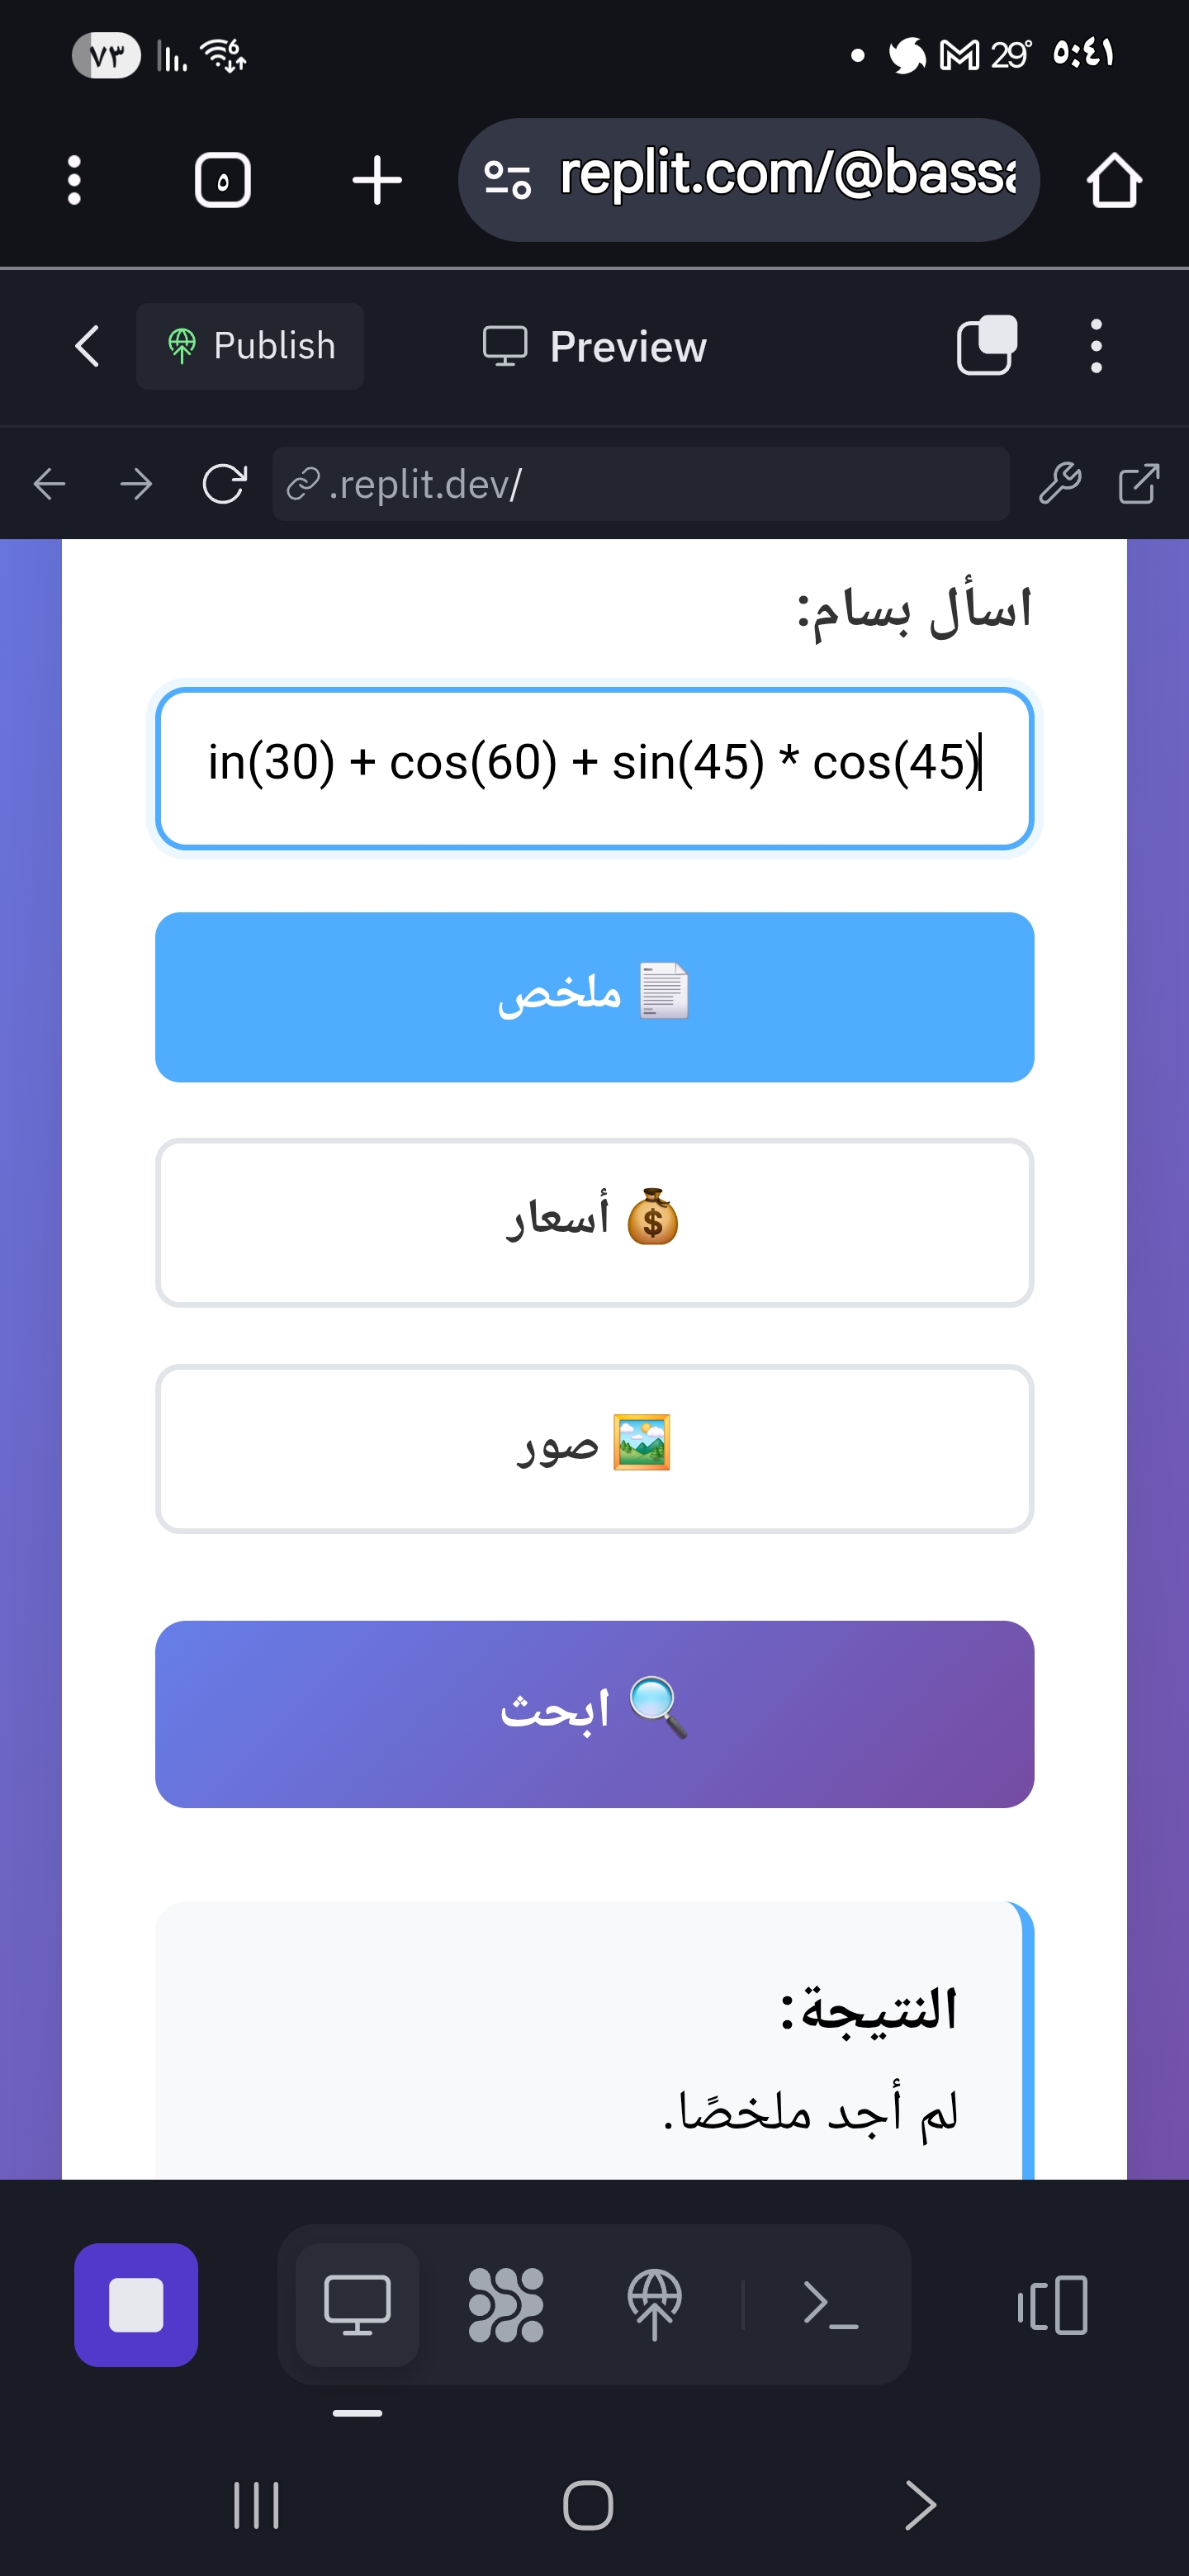 ٧٣
6
29°
٥:٤١
٥
replit.com/@bass
Publish
Preview
.replit.dev/
اسأل بسام:
in(30) + cos(60) + sin(45) * cos(45)
ملخص
أسعار
صور
ابحث
النتيجة:
لم أجد ملخصًا.